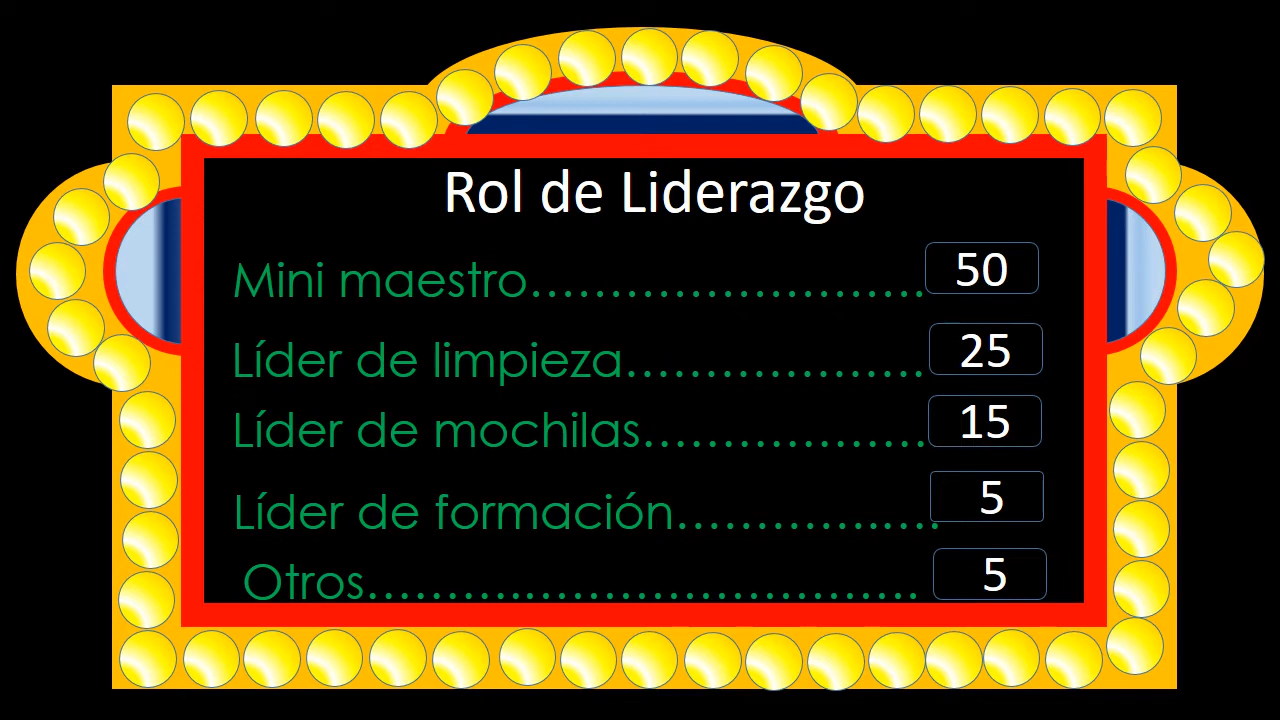 Rol de Liderazgo
Mini maestro......................... 50
Líder de limpieza................... 25
Líder de mochilas.................. 15
Líder de formación................. 5
Otros................................... 5